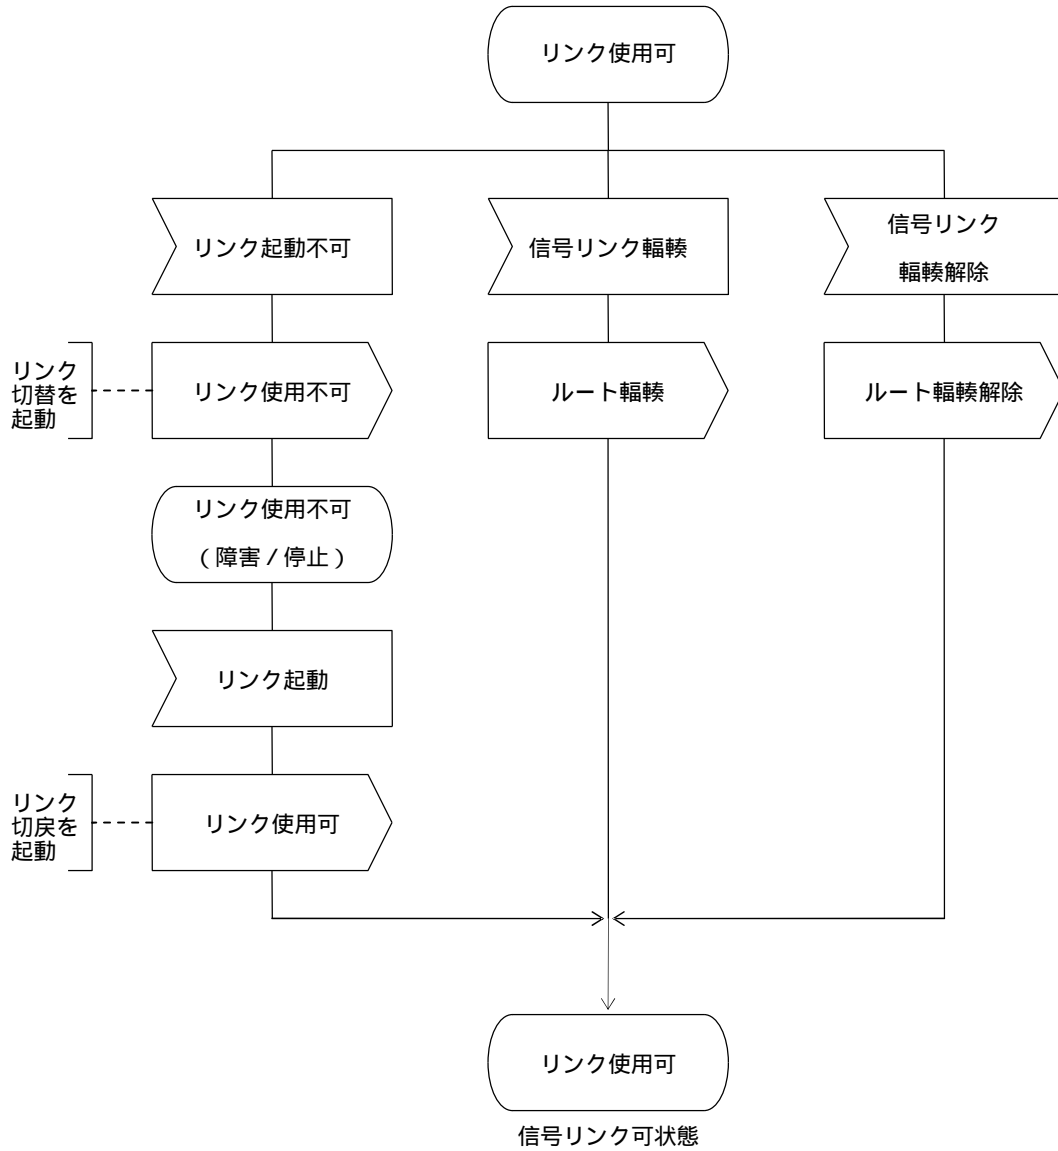 リンク使用可
リンク起動不可
信号リンク輻輳
信号リンク
輻輳解除
リンク
切替を
起動
リンク使用不可
ルート輻輳
ルート輻輳解除
リンク使用不可
(障害/停止)
リンク起動
リンク
切戻を
起動
リンク使用可
リンク使用可
信号リンク可状態